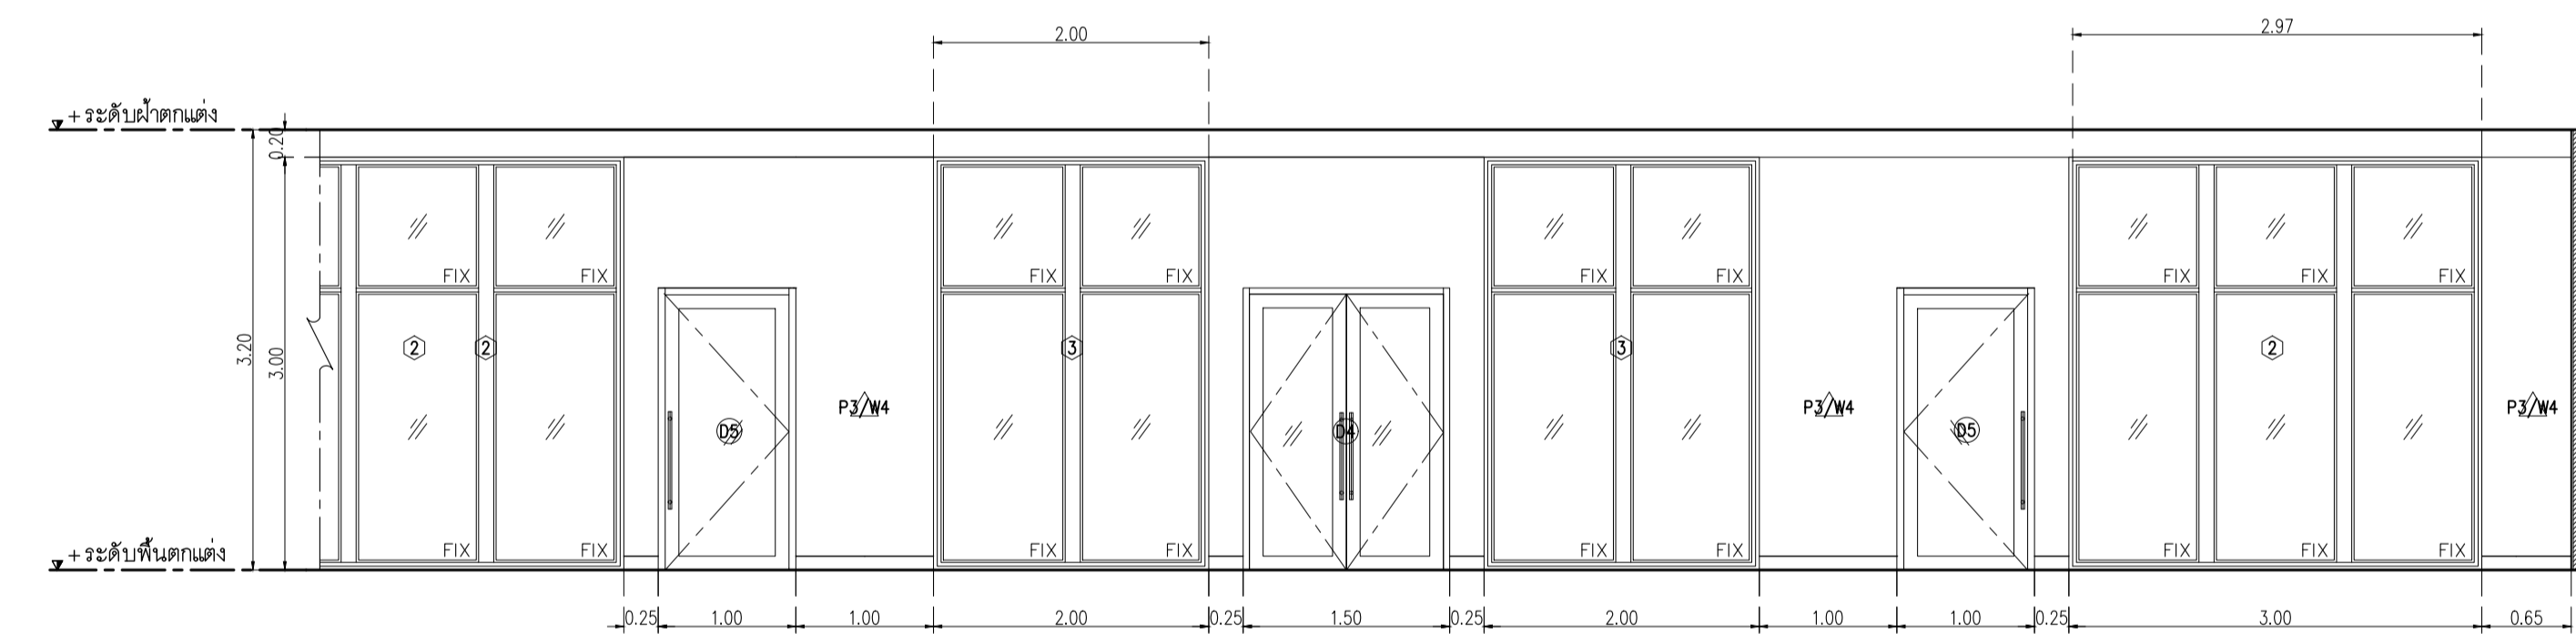 2.00
2.97
+ระดับฝ้าตกแต่ง
0.20
FIX FIX FIX FIX FIX FIX FIX FIX FIX
3.20
3.00
2 2 3 3 2
P3/W4 P3/W4 P3/W4
D5 D4 D5
+ระดับพื้นตกแต่ง
FIX FIX FIX FIX FIX FIX FIX FIX FIX
0.25 1.00 1.00 2.00 0.25 1.50 0.25 2.00 1.00 1.00 0.25 3.00 0.65